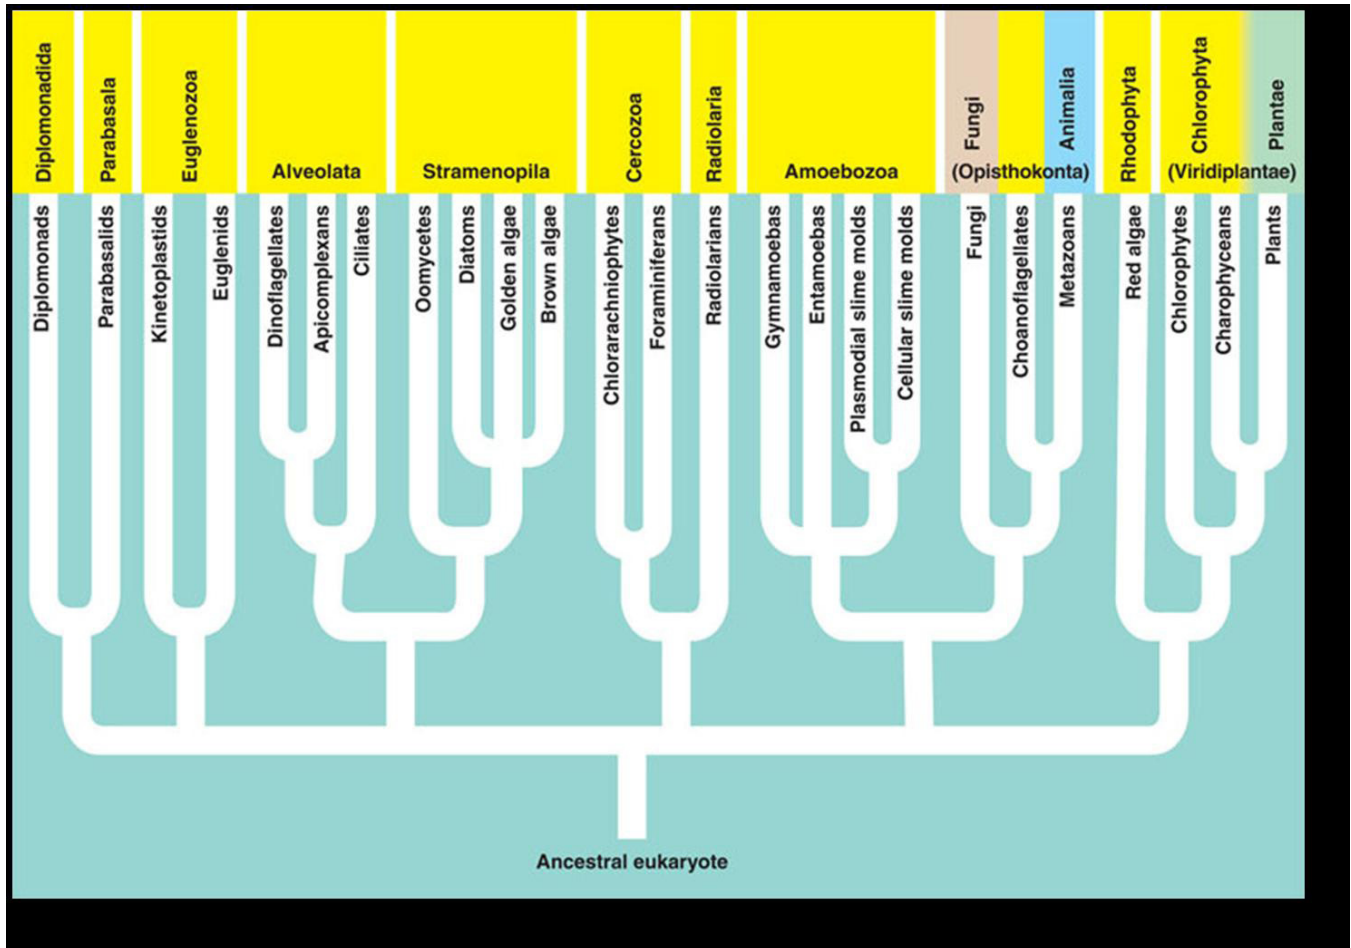 Diplomonadida
Parabasala
Euglenozoa
Alveolata
Stramenopila
Cercozoa
Radiolaria
Amoebozoa
Fungi
Animalia
(Opisthokonta)
Rhodophyta
Chlorophyta
Plantae
(Viridiplantae)
Diplomonads
Parabasalids
Kinetoplastids
Euglenids
Dinoflagellates
Apicomplexans
Ciliates
Oomycetes
Diatoms
Golden algae
Brown algae
Chlorarachniophytes
Foraminiferans
Radiolarians
Gymnamoebas
Entamoebas
Plasmodial slime molds
Cellular slime molds
Fungi
Choanoflagellates
Metazoans
Red algae
Chlorophytes
Charophyceans
Plants
Ancestral eukaryote